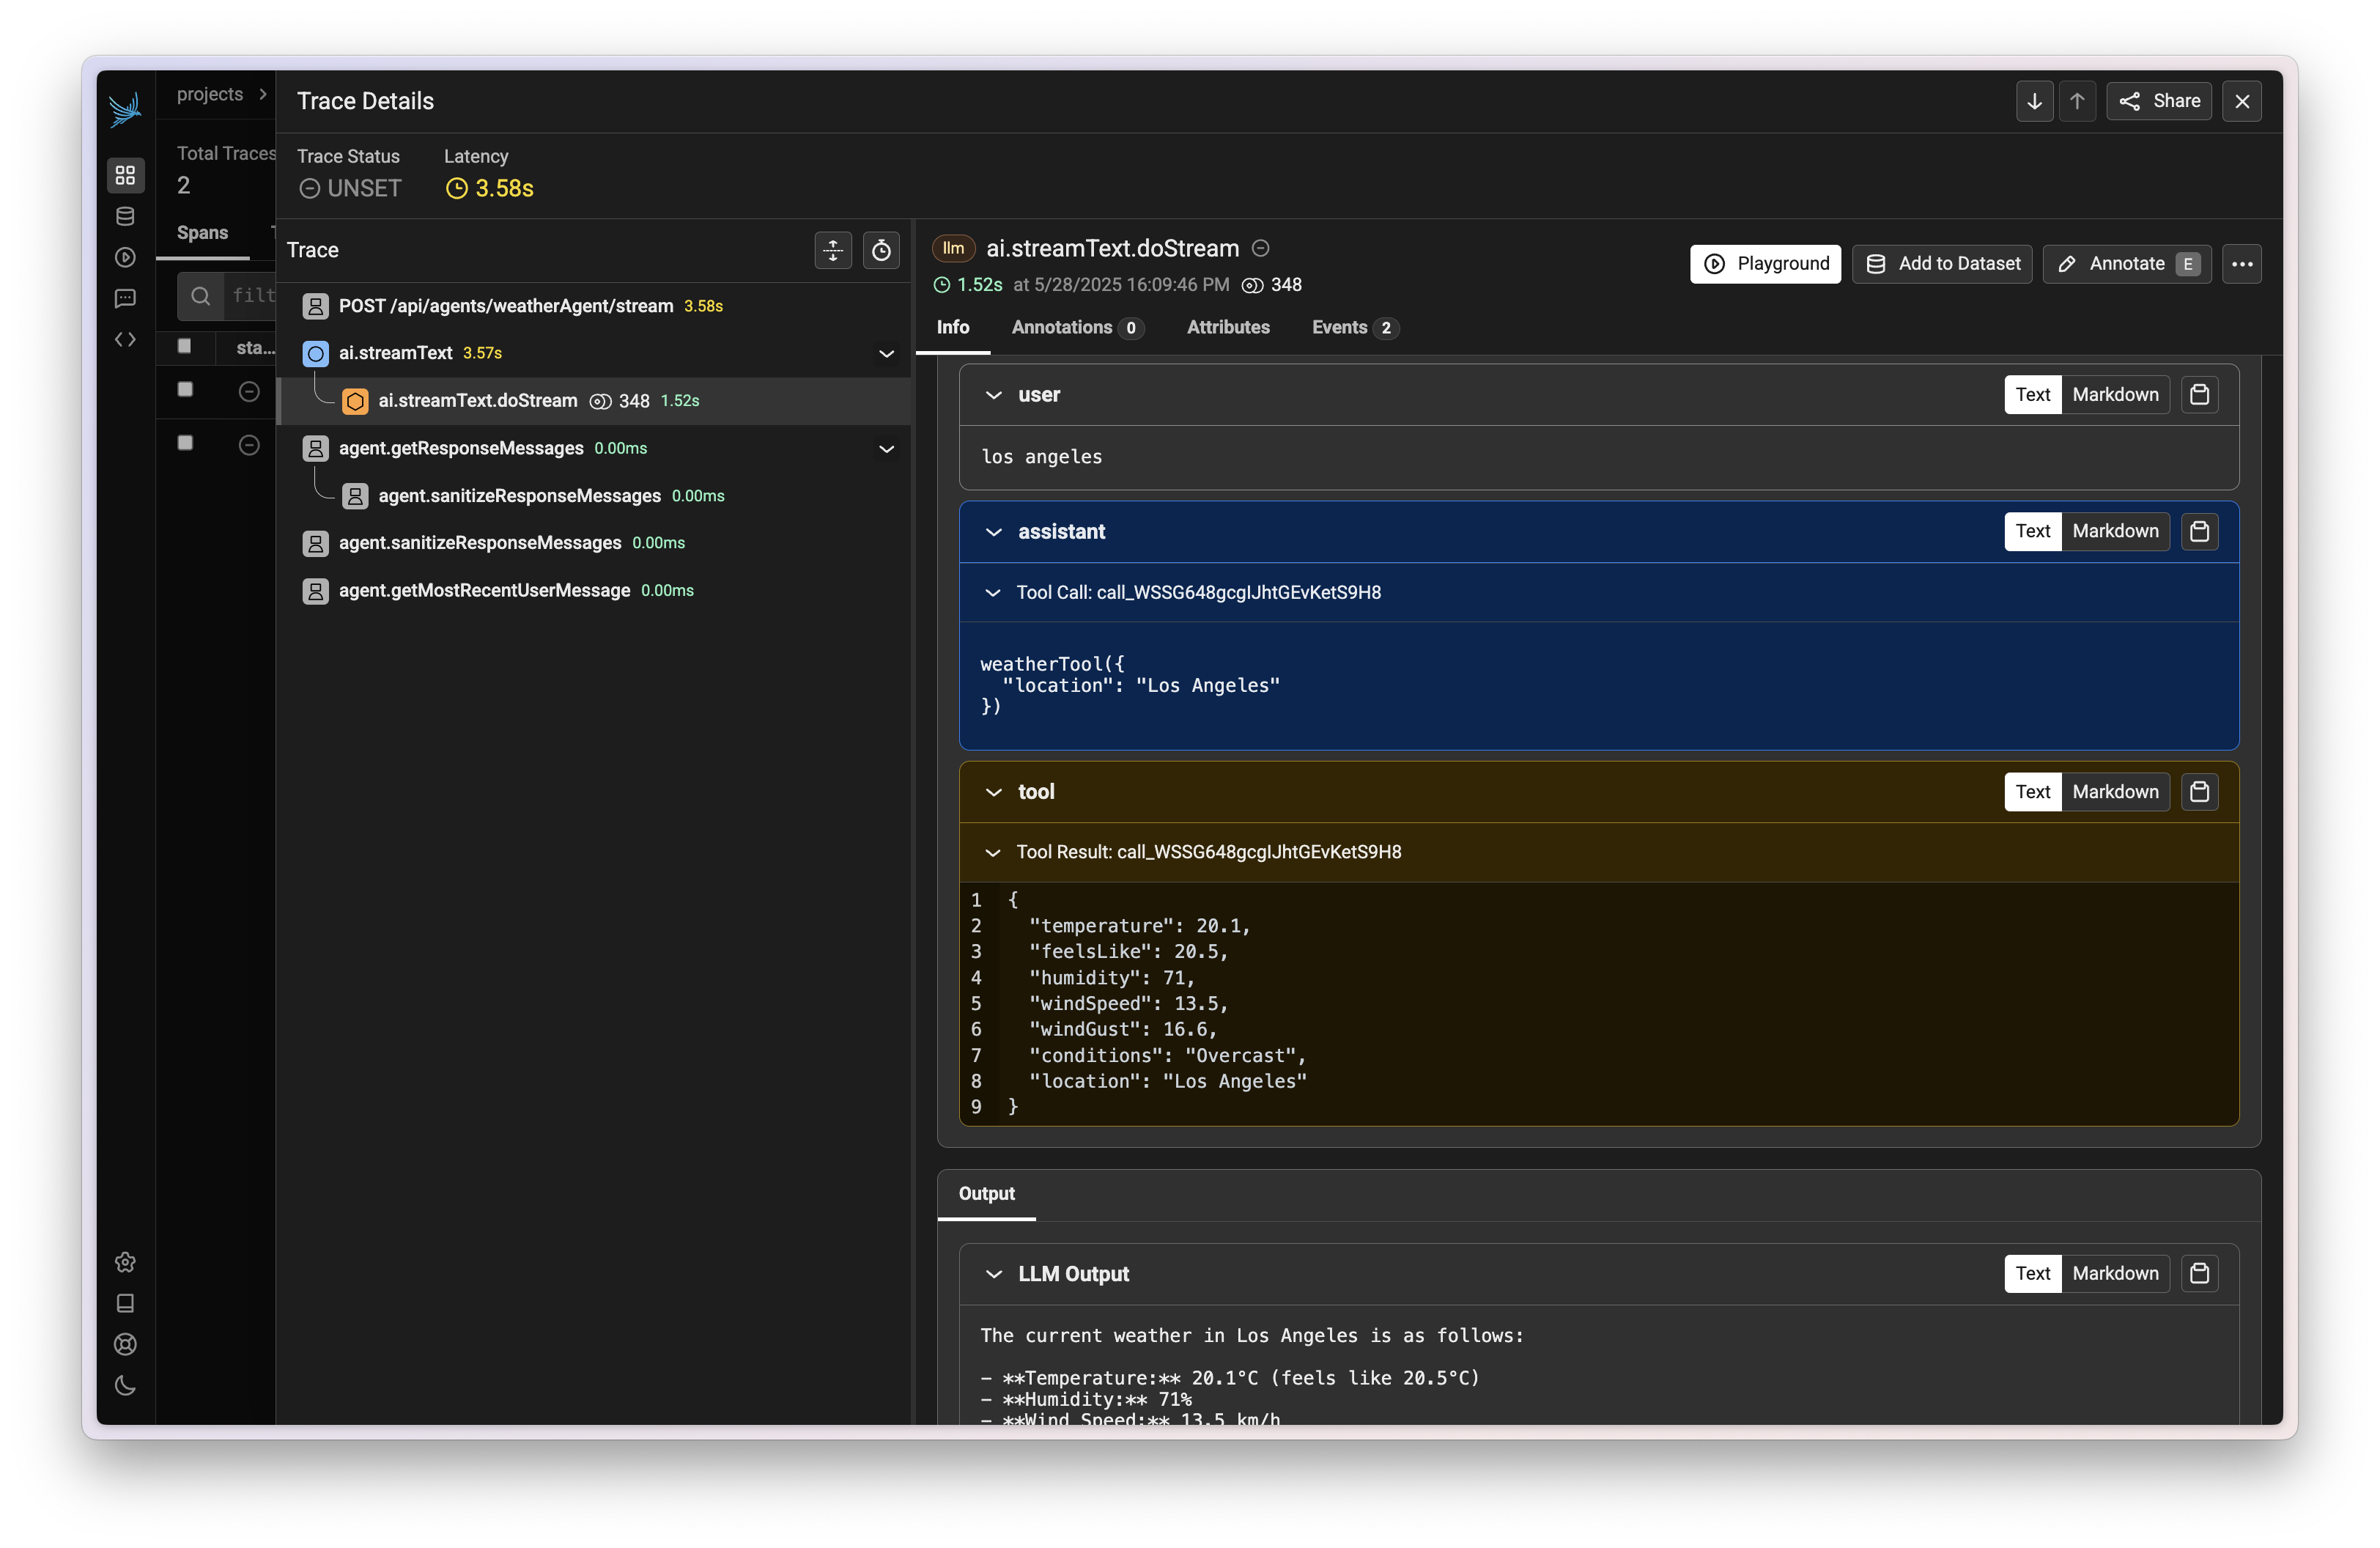 projects
Total Traces
2
Spans
sta...
Trace Details
Share
Trace Status
UNSET
Latency
3.58s
Trace
POST /api/agents/weatherAgent/stream 3.58s
ai.streamText 3.57s
ai.streamText.doStream 348 1.52s
agent.getResponseMessages 0.00ms
agent.sanitizeResponseMessages 0.00ms
agent.sanitizeResponseMessages 0.00ms
agent.getMostRecentUserMessage 0.00ms
llm ai.streamText.doStream
1.52s at 5/28/2025 16:09:46 PM 348
Playground
Add to Dataset
Annotate E
Info Annotations 0 Attributes Events 2
user Text Markdown
los angeles
assistant Text Markdown
Tool Call: call_WSSG648gcgIJhtGEvKetS9H8
weatherTool({
"location": "Los Angeles"
})
tool Text Markdown
Tool Result: call_WSSG648gcgIJhtGEvKetS9H8
1 {
2 "temperature": 20.1,
3 "feelsLike": 20.5,
4 "humidity": 71,
5 "windSpeed": 13.5,
6 "windGust": 16.6,
7 "conditions": "Overcast",
8 "location": "Los Angeles"
9 }
Output
LLM Output Text Markdown
The current weather in Los Angeles is as follows:
– **Temperature:** 20.1°C (feels like 20.5°C)
– **Humidity:** 71%
– **Wind Speed:** 13.5 km/h